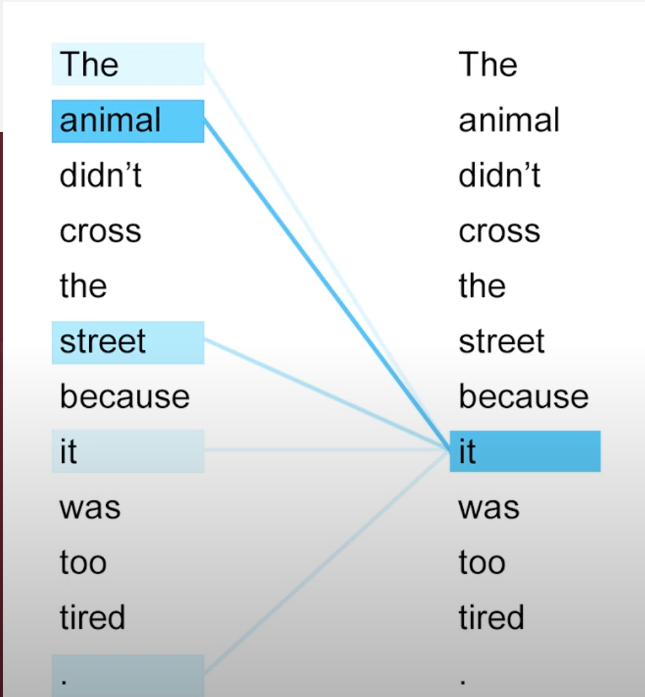 The
animal
didn’t
cross
the
street
because
it
was
too
tired
.
The
animal
didn’t
cross
the
street
because
it
was
too
tired
.